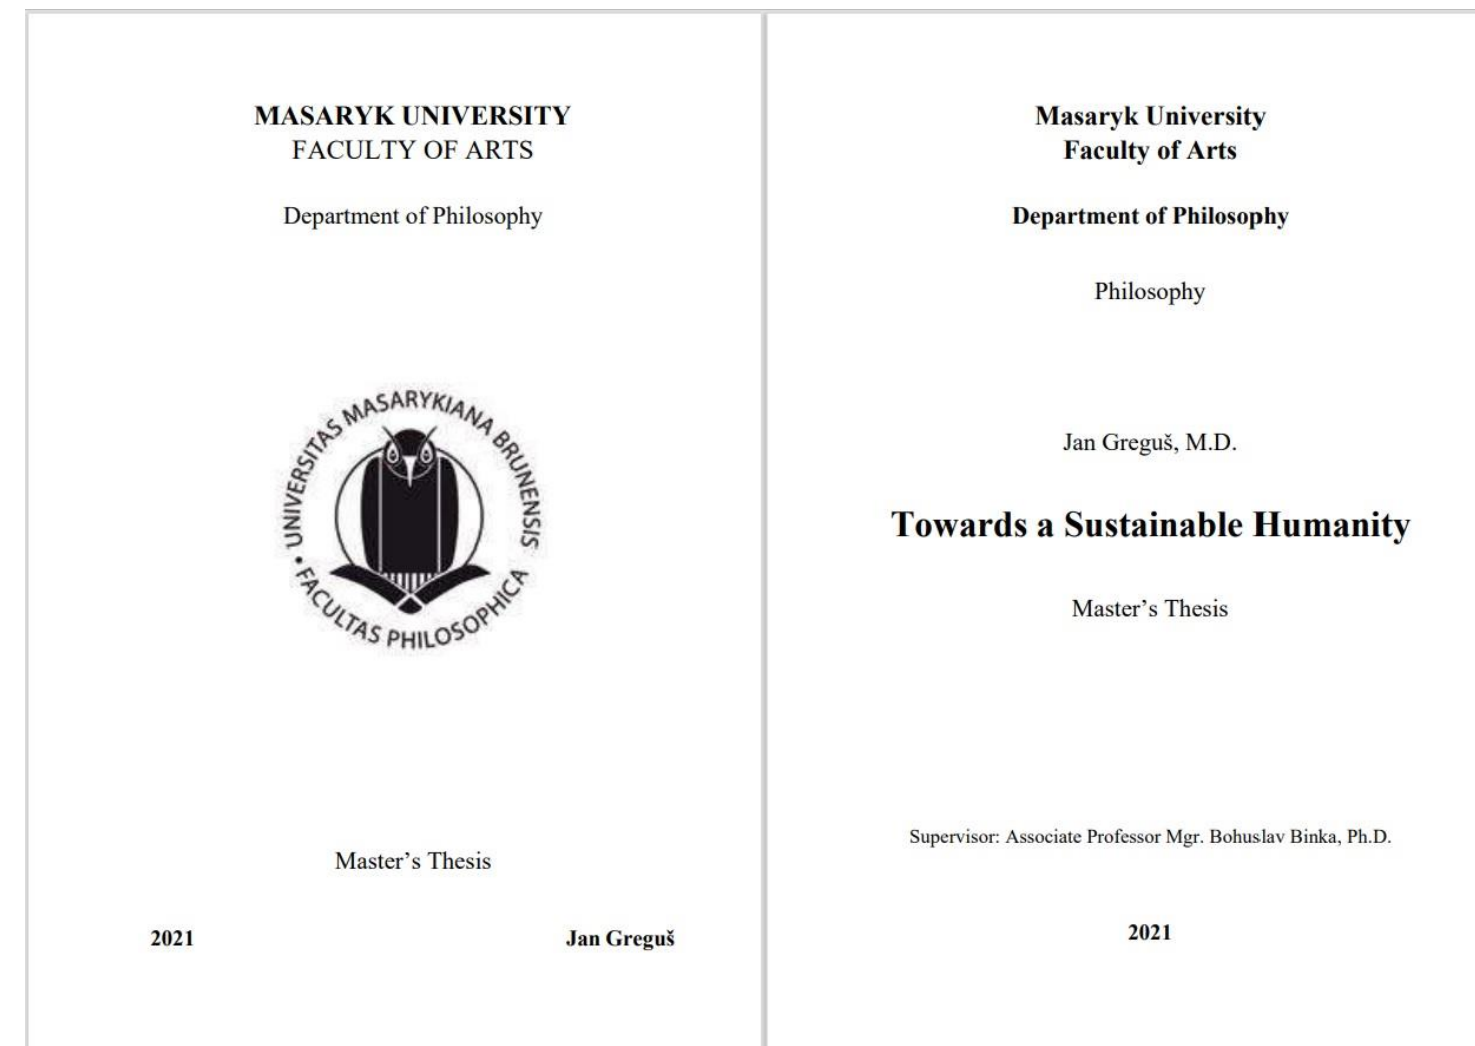 MASARYK UNIVERSITY
FACULTY OF ARTS
Department of Philosophy
UNIVERSITAS MASARYKIANA BRUNENSIS
• FACULTAS PHILOSOPHICA
Master's Thesis
2021 Jan Greguš
Masaryk University
Faculty of Arts
Department of Philosophy
Philosophy
Jan Greguš, M.D.
Towards a Sustainable Humanity
Master's Thesis
Supervisor: Associate Professor Mgr. Bohuslav Binka, Ph.D.
2021